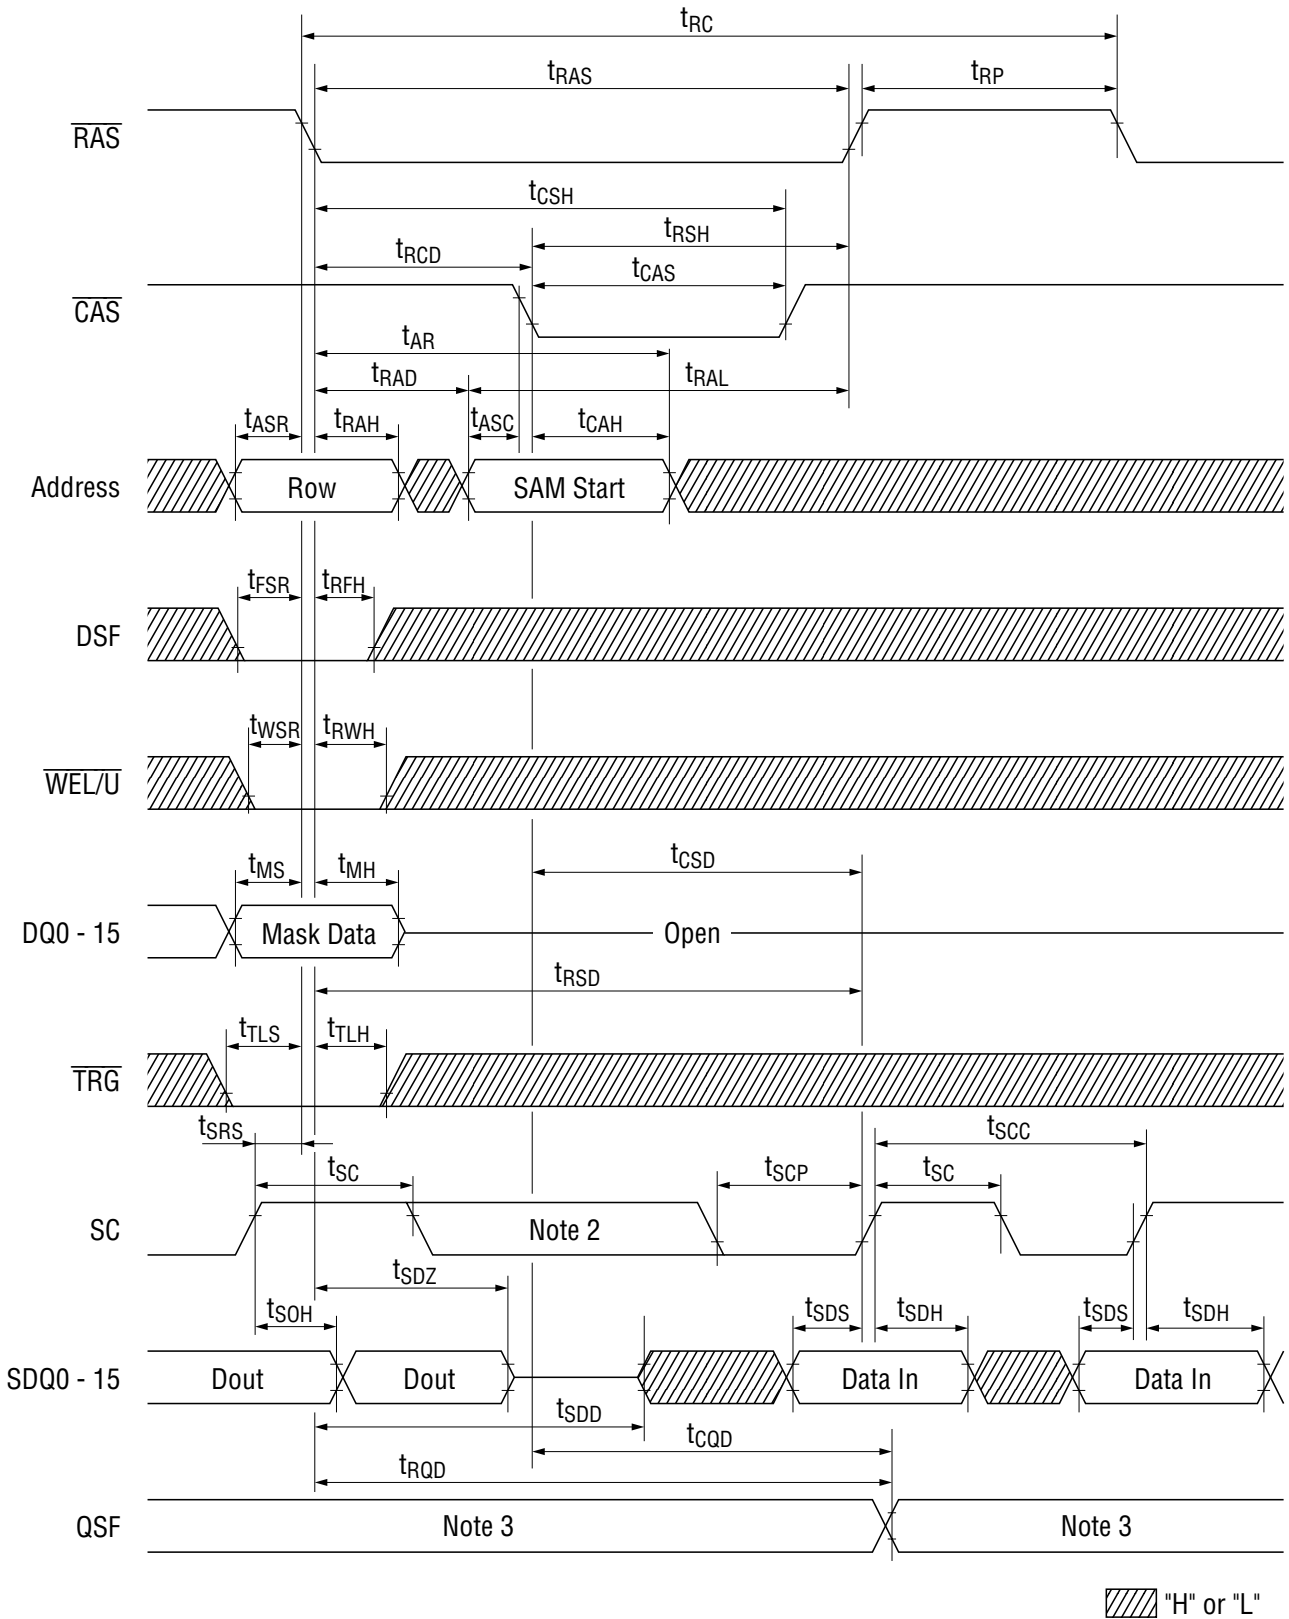 tRC
tRAS
tRP
RAS
tCSH
tRSH
tRCD
tCAS
CAS
tAR
tRAD
tRAL
tASR
tRAH
tASC
tCAH
Address
Row
SAM Start
tFSR
tRFH
DSF
tWSR
tRWH
WEL/U
tCSD
tMS
tMH
DQ0 - 15
Mask Data
Open
tRSD
tTLS
tTLH
TRG
tSRS
tSCC
tSC
tSCP
tSC
SC
Note 2
tSDZ
tSOH
tSDS
tSDH
tSDS
tSDH
SDQ0 - 15
Dout
Dout
Data In
Data In
tSDD
tCQD
tRQD
QSF
Note 3
Note 3
"H" or "L"